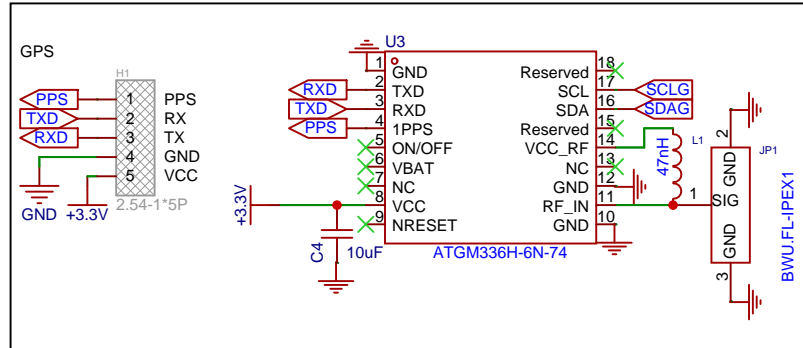 GPS
H1
PPS 1 PPS
TXD 2 RX
RXD 3 TX
4 GND
5 VCC
GND
+3.3V
2.54-1*5P
U3
1 GND
RXD 2 TXD
TXD 3 RXD
PPS 4 1PPS
5 ON/OFF
6 VBAT
7 NC
+3.3V
8 VCC
9 NRESET
C4
10uF
Reserved 18
SCL 17 SCLG
SDA 16 SDAG
Reserved 15
VCC_RF 14
NC 13
GND 12
RF_IN 11
GND 10
ATGM336H-6N-74
L1
47nH
JP1
2
GND
1 SIG
GND
3
BWU.FL-IPEX1